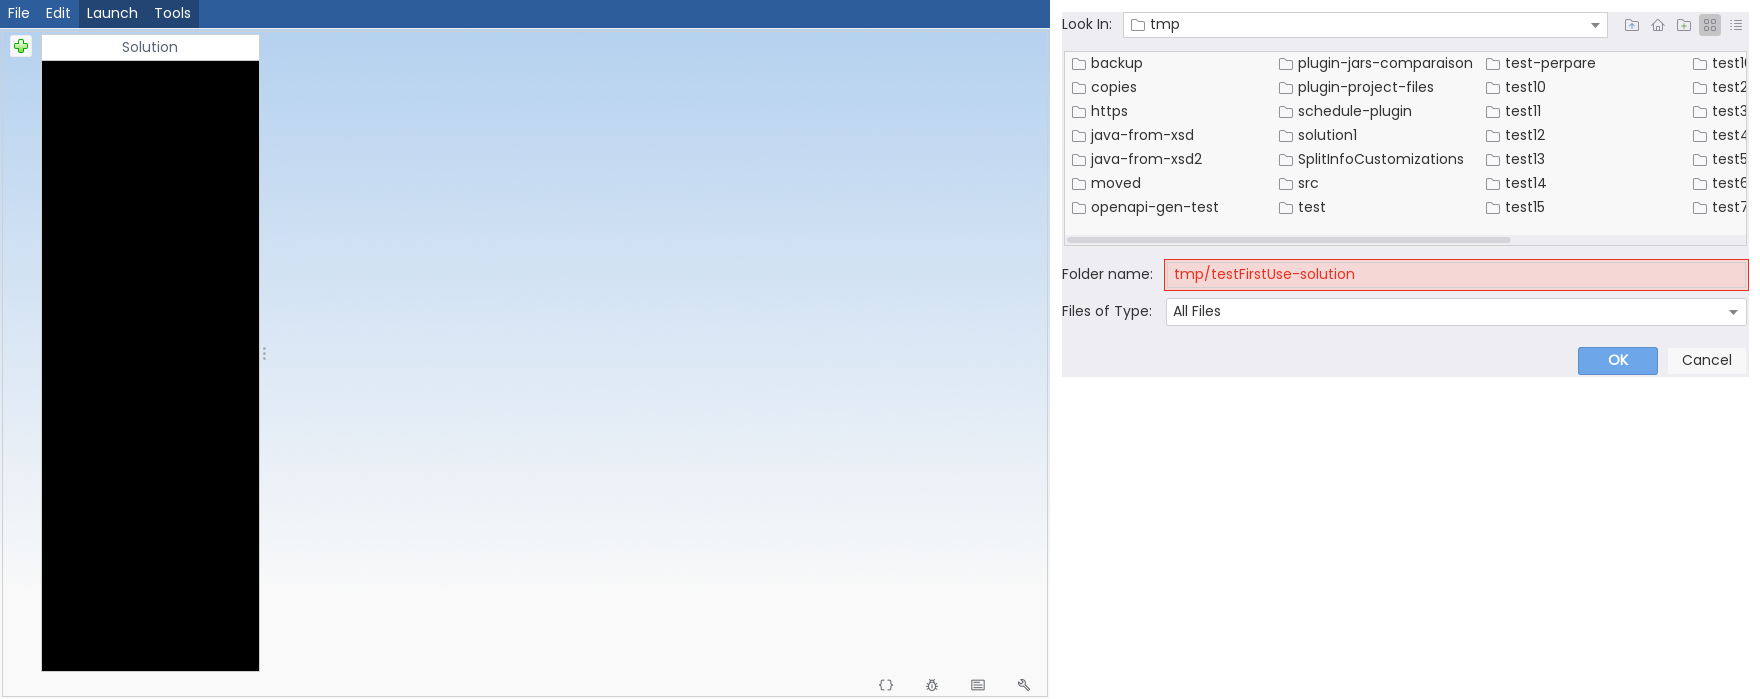 File Edit Launch Tools
Solution
Look In: tmp
backup plugin-jars-comparaison test-perpare
copies plugin-project-files test10 test2
https schedule-plugin test11 test3
java-from-xsd solution1 test12 test4
java-from-xsd2 SplitInfoCustomizations test13 test5
moved src test14 test6
openapi-gen-test test test15 test7
Folder name: tmp/testFirstUse-solution
Files of Type: All Files
OK Cancel